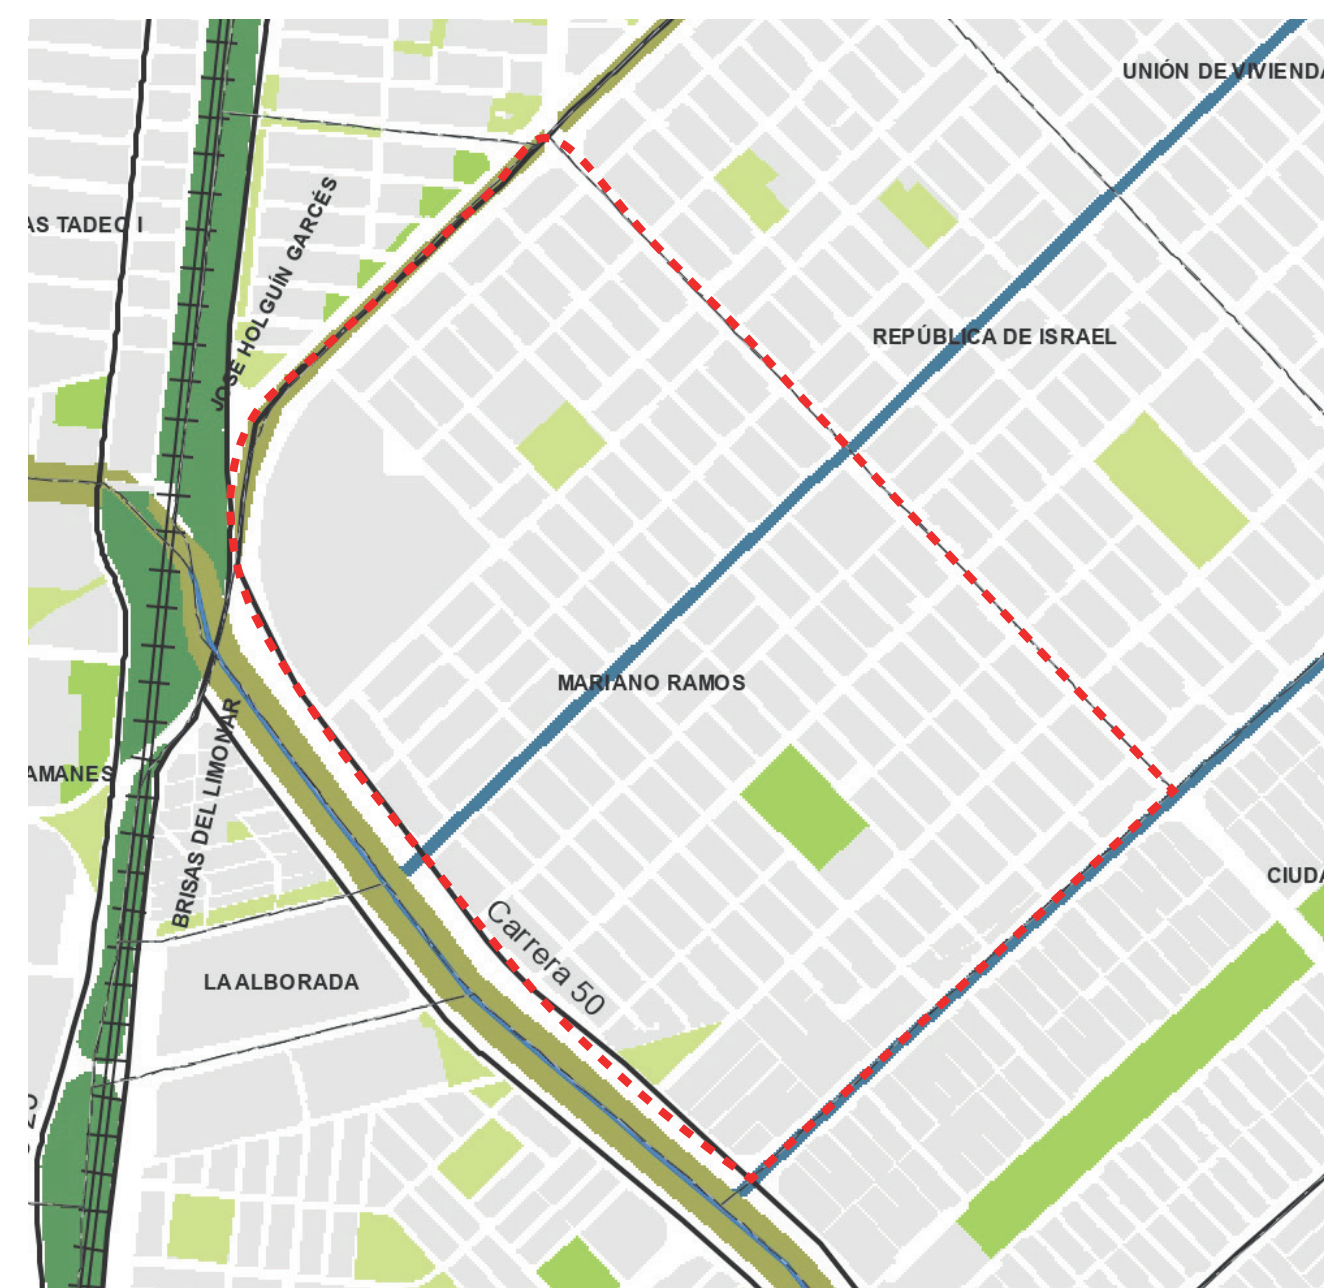 UNIÓN DE VIVIENDA
AS TADEO I
JOSÉ HOLGUÍN GARCÉS
REPÚBLICA DE ISRAEL
MARIANO RAMOS
AMANES
BRISAS DEL LIMONAR
CIUDA
Carrera 50
LA ALBORADA